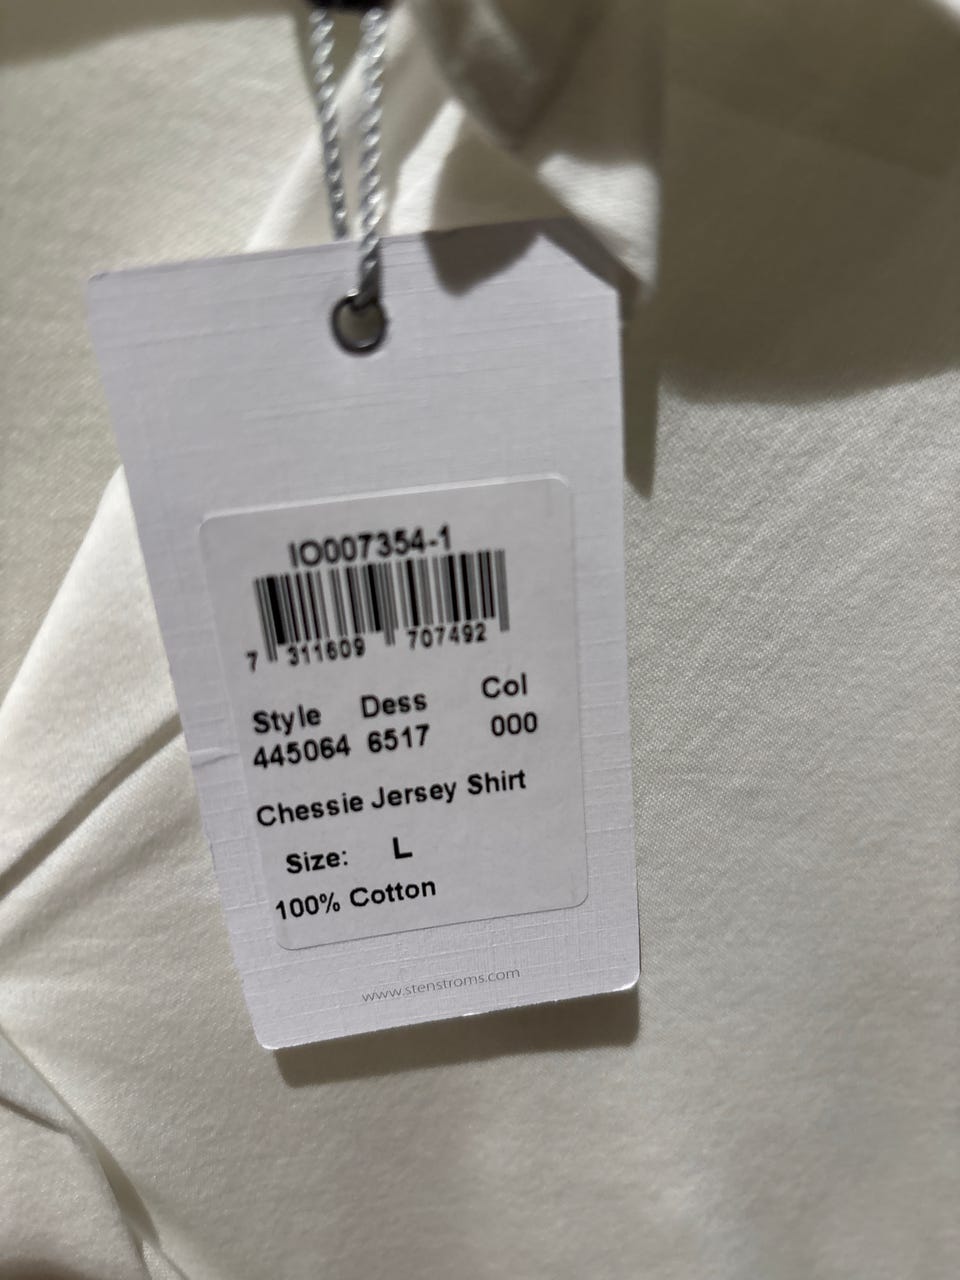 IO007354-1
7 311609 707492
Style Dess Col
445064 6517 000
Chessie Jersey Shirt
Size: L
100% Cotton
www.stenstroms.com